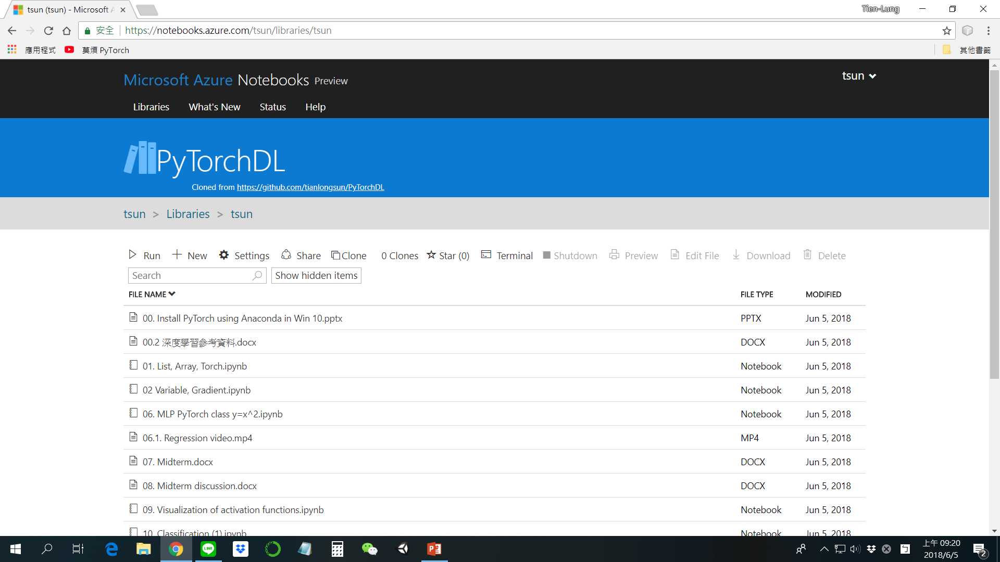 tsun (tsun) - Microsoft A
Tien-Lung
安全 https://notebooks.azure.com/tsun/libraries/tsun
應用程式 莫煩 PyTorch 其他書籤
Microsoft Azure Notebooks Preview
tsun
Libraries What's New Status Help
PyTorchDL
Cloned from https://github.com/tianlongsun/PyTorchDL
tsun > Libraries > tsun
Run New Settings Share Clone 0 Clones Star (0) Terminal Shutdown Preview Edit File Download Delete
Search Show hidden items
FILE NAME FILE TYPE MODIFIED
00. Install PyTorch using Anaconda in Win 10.pptx PPTX Jun 5, 2018
00.2 深度學習參考資料.docx DOCX Jun 5, 2018
01. List, Array, Torch.ipynb Notebook Jun 5, 2018
02 Variable, Gradient.ipynb Notebook Jun 5, 2018
06. MLP PyTorch class y=x^2.ipynb Notebook Jun 5, 2018
06.1. Regression video.mp4 MP4 Jun 5, 2018
07. Midterm.docx DOCX Jun 5, 2018
08. Midterm discussion.docx DOCX Jun 5, 2018
09. Visualization of activation functions.ipynb Notebook Jun 5, 2018
10. Classification (1).ipynb Notebook Jun 5, 2018
上午 09:20
2018/6/5
2